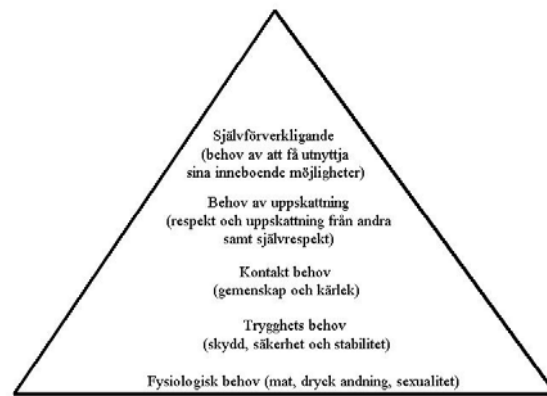 Självförverkligande
(behov av att få utnyttja
sina inneboende möjligheter)
Behov av uppskattning
(respekt och uppskattning från andra
samt självrespekt)
Kontakt behov
(gemenskap och kärlek)
Trygghets behov
(skydd, säkerhet och stabilitet)
Fysiologisk behov (mat, dryck andning, sexualitet)